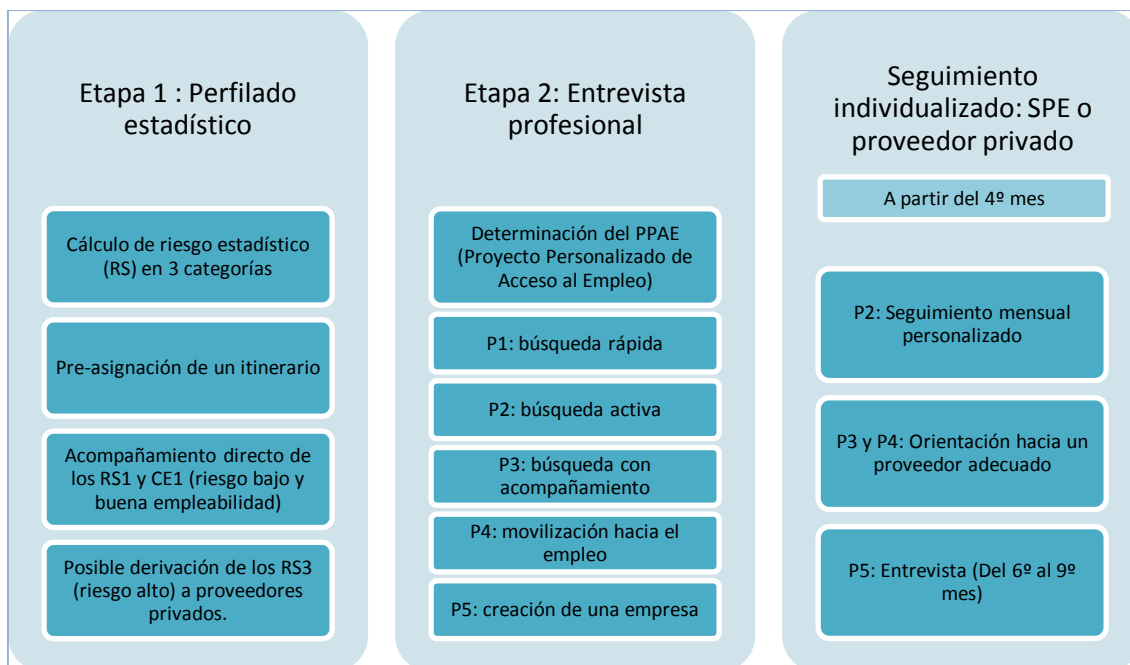 Etapa 1 : Perfilado
estadístico
Cálculo de riesgo estadístico
(RS) en 3 categorías
Pre-asignación de un itinerario
Acompañamiento directo de
los RS1 y CE1 (riesgo bajo y
buena empleabilidad)
Posible derivación de los RS3
(riesgo alto) a proveedores
privados.
Etapa 2: Entrevista
profesional
Determinación del PPAE
(Proyecto Personalizado de
Acceso al Empleo)
P1: búsqueda rápida
P2: búsqueda activa
P3: búsqueda con
acompañamiento
P4: movilización hacia el
empleo
P5: creación de una empresa
Seguimiento
individualizado: SPE o
proveedor privado
A partir del 4º mes
P2: Seguimiento mensual
personalizado
P3 y P4: Orientación hacia un
proveedor adecuado
P5: Entrevista (Del 6º al 9º
mes)